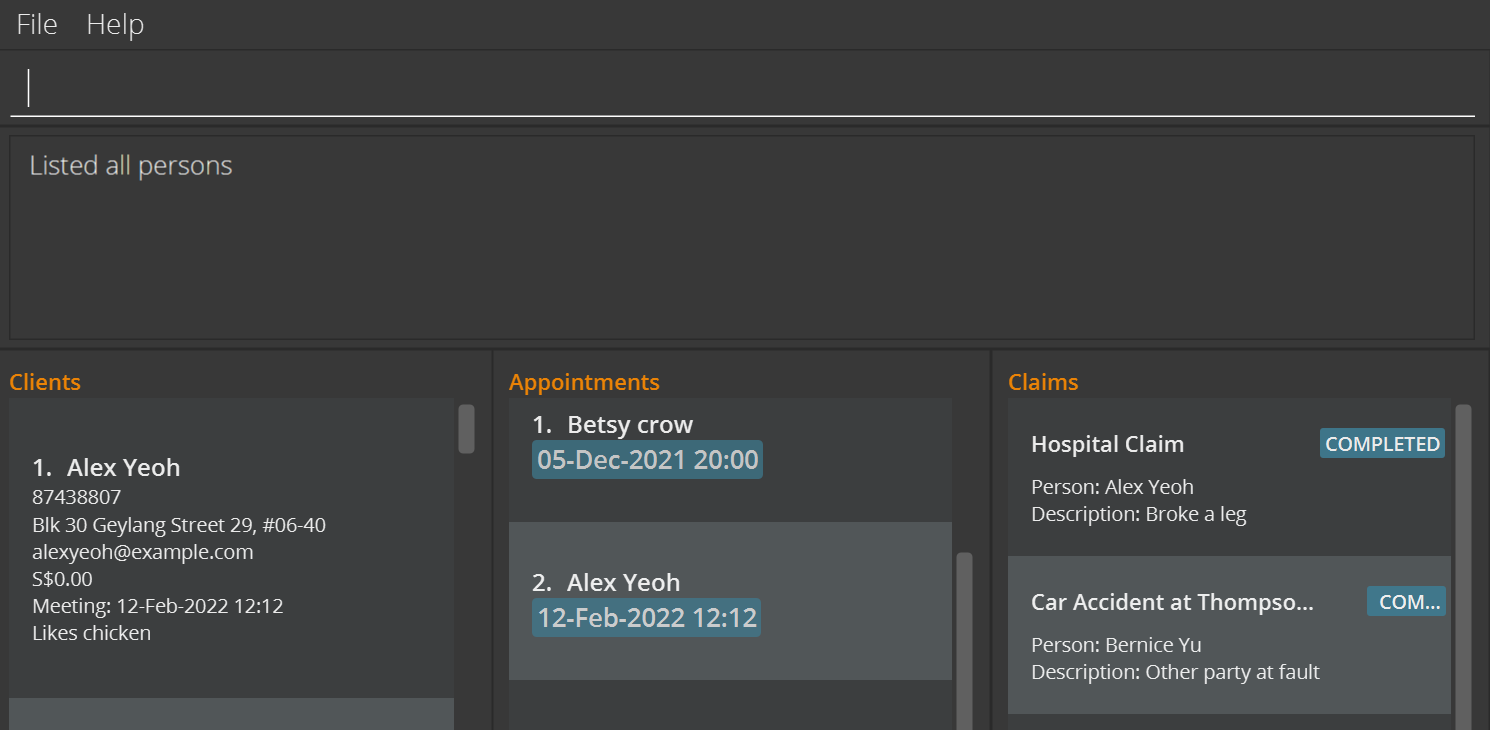 File Help
Listed all persons
Clients
1. Alex Yeoh
87438807
Blk 30 Geylang Street 29, #06-40
alexyeoh@example.com
S$0.00
Meeting: 12-Feb-2022 12:12
Likes chicken
Appointments
1. Betsy crow
05-Dec-2021 20:00
2. Alex Yeoh
12-Feb-2022 12:12
Claims
Hospital Claim COMPLETED
Person: Alex Yeoh
Description: Broke a leg
Car Accident at Thompso... COM...
Person: Bernice Yu
Description: Other party at fault